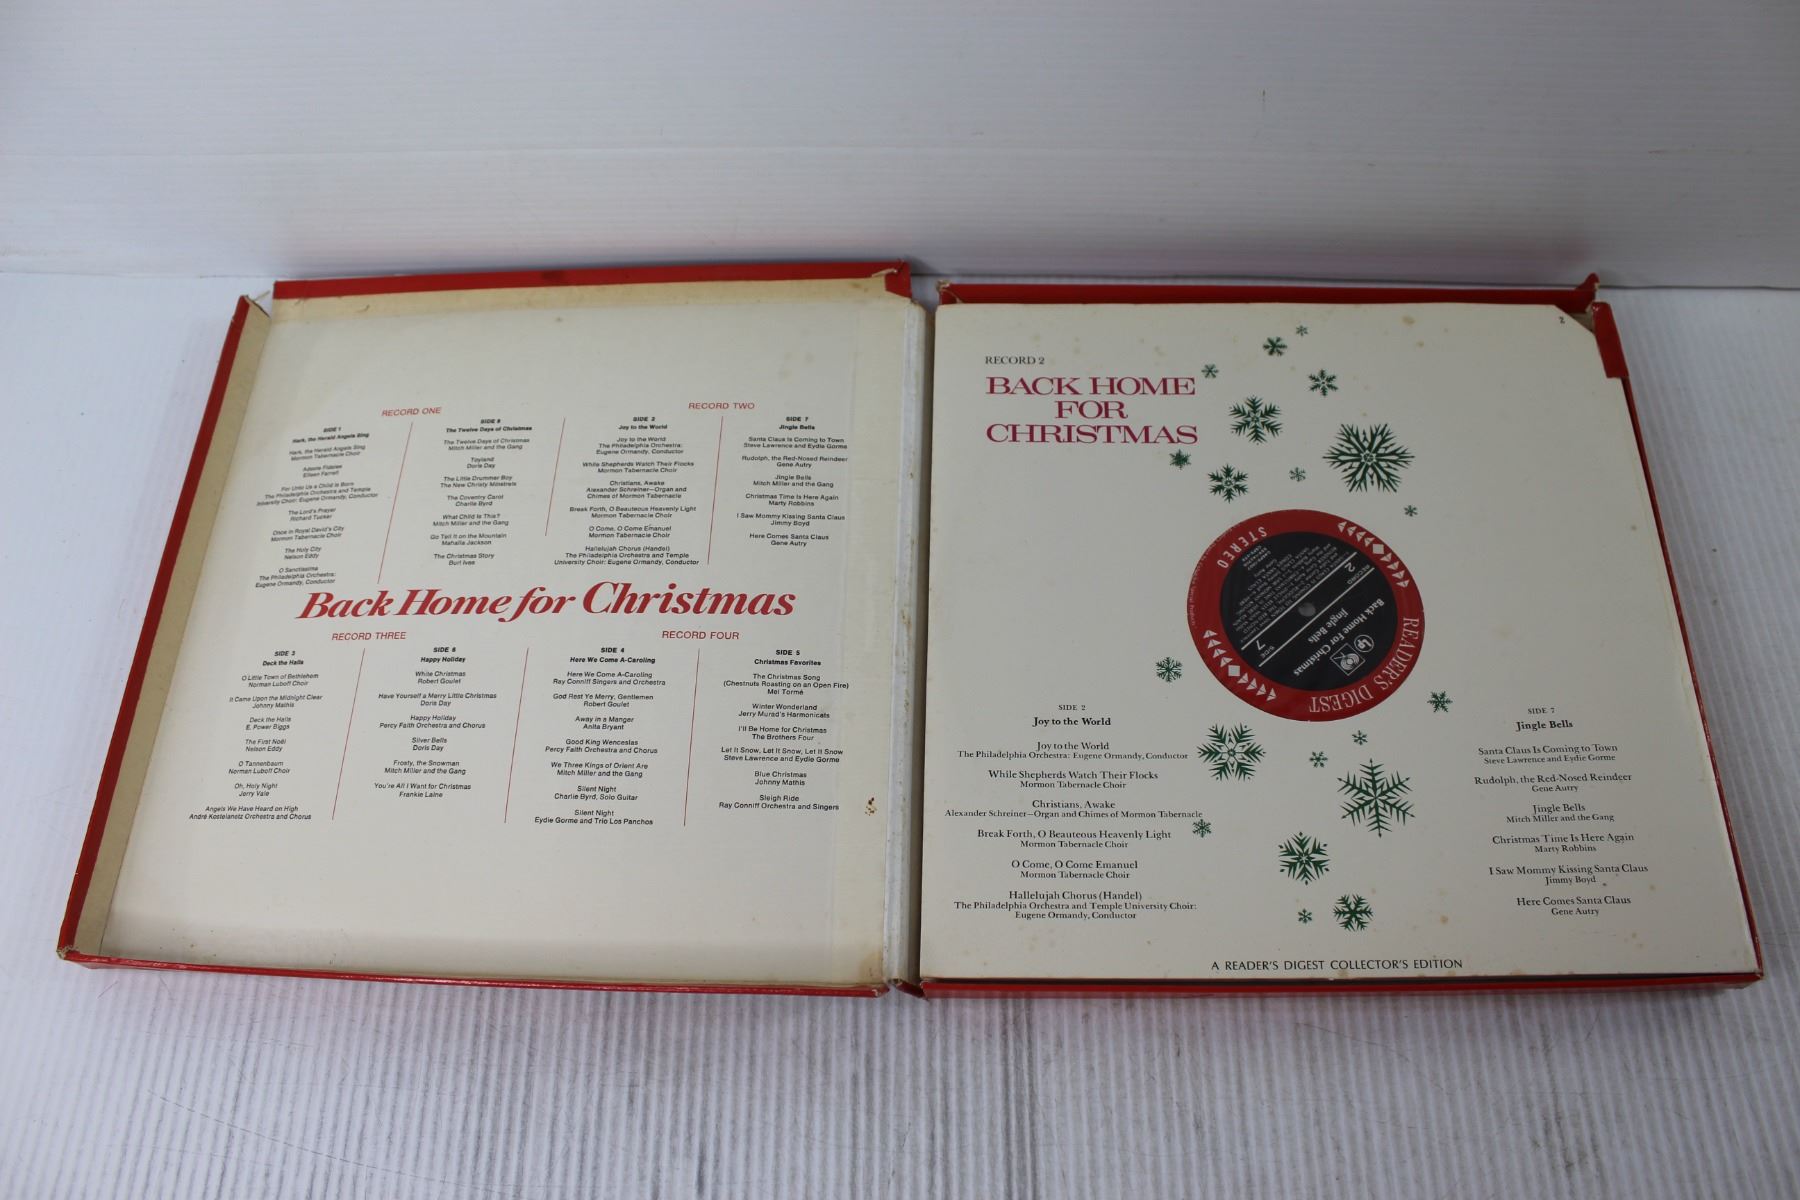 RECORD ONE
SIDE 1
Hark, the Herald Angels Sing
Hark, the Herald Angels Sing
Mormon Tabernacle Choir
Adeste Fideles
Eileen Farrell
For Unto Us a Child is Born
The Philadelphia Orchestra and Temple
University Choir: Eugene Ormandy, Conductor
The Lord's Prayer
Richard Tucker
Once in Royal David's City
Mormon Tabernacle Choir
The Holy City
Nelson Eddy
O Sanctissima
The Philadelphia Orchestra:
Eugene Ormandy, Conductor
SIDE 8
The Twelve Days of Christmas
The Twelve Days of Christmas
Mitch Miller and the Gang
Toyland
Doris Day
The Little Drummer Boy
The New Christy Minstrels
The Coventry Carol
Charlie Byrd
What Child Is This?
Mitch Miller and the Gang
Go Tell It on the Mountain
Mahalia Jackson
The Christmas Story
Burl Ives
RECORD TWO
SIDE 2
Joy to the World
Joy to the World
The Philadelphia Orchestra:
Eugene Ormandy, Conductor
While Shepherds Watch Their Flocks
Mormon Tabernacle Choir
Christians, Awake
Alexander Schreiner—Organ and
Chimes of Mormon Tabernacle
Break Forth, O Beauteous Heavenly Light
Mormon Tabernacle Choir
O Come, O Come Emanuel
Mormon Tabernacle Choir
Hallelujah Chorus (Handel)
The Philadelphia Orchestra and Temple
University Choir: Eugene Ormandy, Conductor
SIDE 7
Jingle Bells
Santa Claus Is Coming to Town
Steve Lawrence and Eydie Gorme
Rudolph, the Red-Nosed Reindeer
Gene Autry
Jingle Bells
Mitch Miller and the Gang
Christmas Time Is Here Again
Marty Robbins
I Saw Mommy Kissing Santa Claus
Jimmy Boyd
Here Comes Santa Claus
Gene Autry
Back Home for Christmas
RECORD THREE
SIDE 3
Deck the Halls
O Little Town of Bethlehem
Norman Luboff Choir
It Came Upon the Midnight Clear
Johnny Mathis
Deck the Halls
E. Power Biggs
The First Noël
Nelson Eddy
O Tannenbaum
Norman Luboff Choir
Oh, Holy Night
Jerry Vale
Angels We Have Heard on High
André Kostelanetz Orchestra and Chorus
SIDE 6
Happy Holiday
White Christmas
Robert Goulet
Have Yourself a Merry Little Christmas
Doris Day
Happy Holiday
Percy Faith Orchestra and Chorus
Silver Bells
Doris Day
Frosty, the Snowman
Mitch Miller and the Gang
You're All I Want for Christmas
Frankie Laine
RECORD FOUR
SIDE 4
Here We Come A-Caroling
Here We Come A-Caroling
Ray Conniff Singers and Orchestra
God Rest Ye Merry, Gentlemen
Robert Goulet
Away in a Manger
Anita Bryant
Good King Wenceslas
Percy Faith Orchestra and Chorus
We Three Kings of Orient Are
Mitch Miller and the Gang
Silent Night
Charlie Byrd, Solo Guitar
Silent Night
Eydie Gorme and Trio Los Panchos
SIDE 5
Christmas Favorites
The Christmas Song
(Chestnuts Roasting on an Open Fire)
Mel Tormé
Winter Wonderland
Jerry Murad's Harmonicats
I'll Be Home for Christmas
The Brothers Four
Let It Snow, Let It Snow, Let It Snow
Steve Lawrence and Eydie Gorme
Blue Christmas
Johnny Mathis
Sleigh Ride
Ray Conniff Orchestra and Singers
2
RECORD 2
BACK HOME
FOR
CHRISTMAS
STEREO
READER'S DIGEST
RECORD
2
Back Home For Christmas
Jingle Bells
SIDE
7
LP
SIDE 2
Joy to the World
Joy to the World
The Philadelphia Orchestra: Eugene Ormandy, Conductor
While Shepherds Watch Their Flocks
Mormon Tabernacle Choir
Christians, Awake
Alexander Schreiner—Organ and Chimes of Mormon Tabernacle
Break Forth, O Beauteous Heavenly Light
Mormon Tabernacle Choir
O Come, O Come Emanuel
Mormon Tabernacle Choir
Hallelujah Chorus (Handel)
The Philadelphia Orchestra and Temple University Choir:
Eugene Ormandy, Conductor
SIDE 7
Jingle Bells
Santa Claus Is Coming to Town
Steve Lawrence and Eydie Gorme
Rudolph, the Red-Nosed Reindeer
Gene Autry
Jingle Bells
Mitch Miller and the Gang
Christmas Time Is Here Again
Marty Robbins
I Saw Mommy Kissing Santa Claus
Jimmy Boyd
Here Comes Santa Claus
Gene Autry
A READER'S DIGEST COLLECTOR'S EDITION